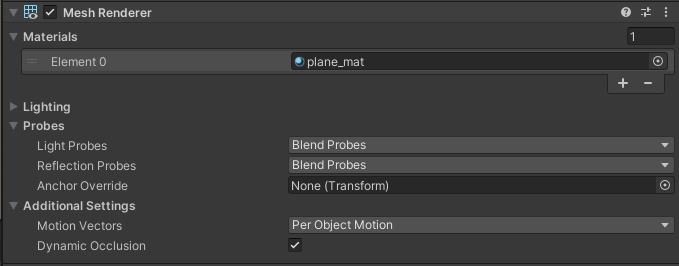 Mesh Renderer
Materials 1
Element 0 plane_mat
Lighting
Probes
Light Probes Blend Probes
Reflection Probes Blend Probes
Anchor Override None (Transform)
Additional Settings
Motion Vectors Per Object Motion
Dynamic Occlusion